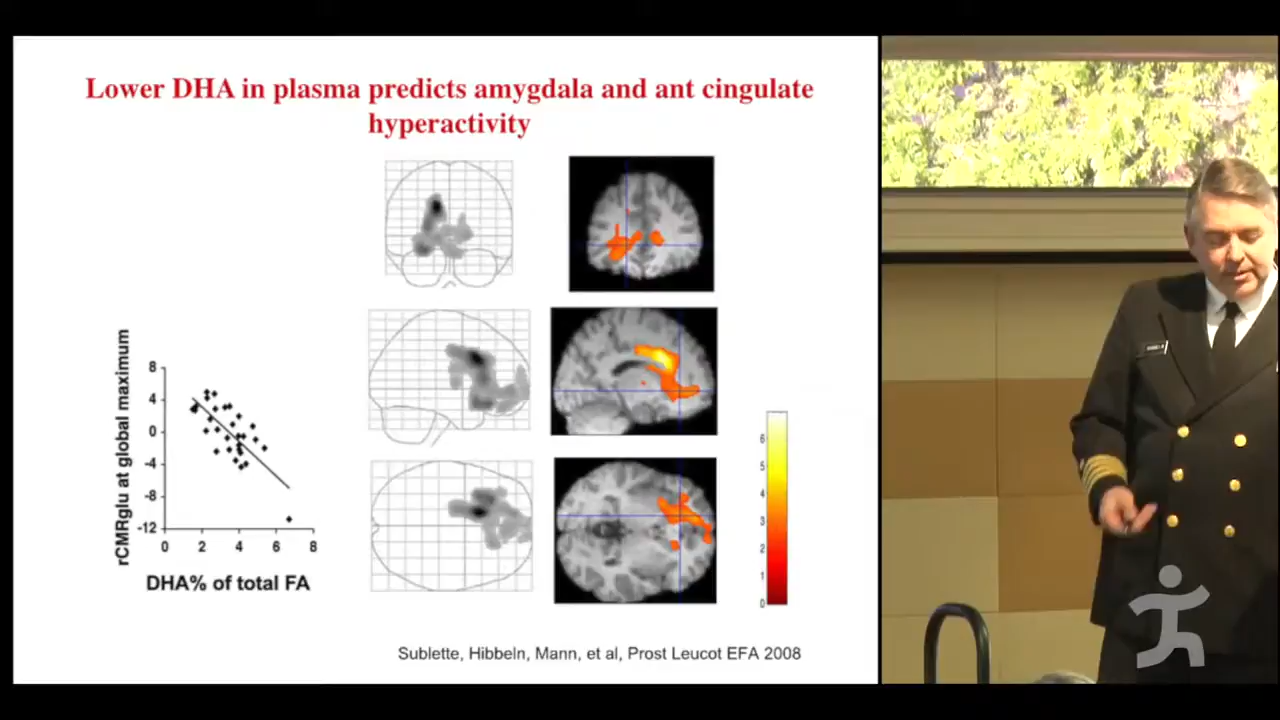 Lower DHA in plasma predicts amygdala and ant cingulate
hyperactivity
rCMRglu at global maximum
8
4
0
-4
-8
-12
0 2 4 6 8
DHA% of total FA
6
5
4
3
2
1
0
Sublette, Hibbeln, Mann, et al, Prost Leucot EFA 2008